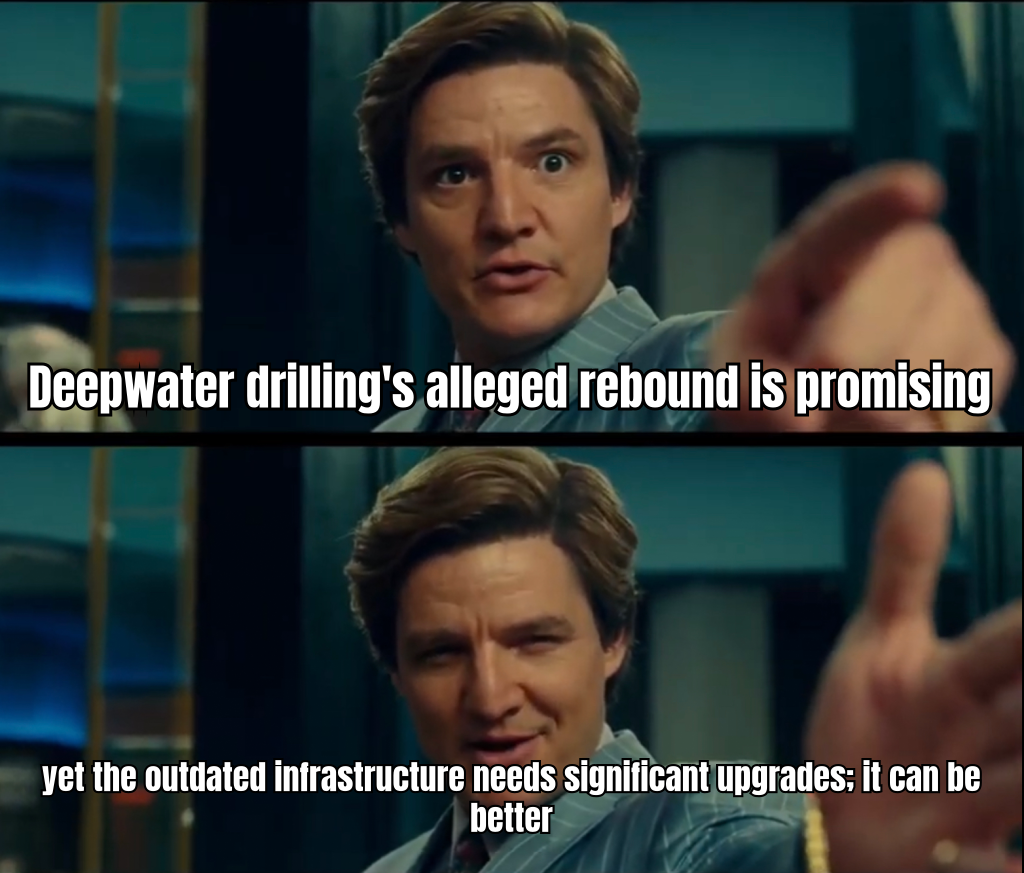 Deepwater drilling's alleged rebound is promising
yet the outdated infrastructure needs significant upgrades; it can be
better